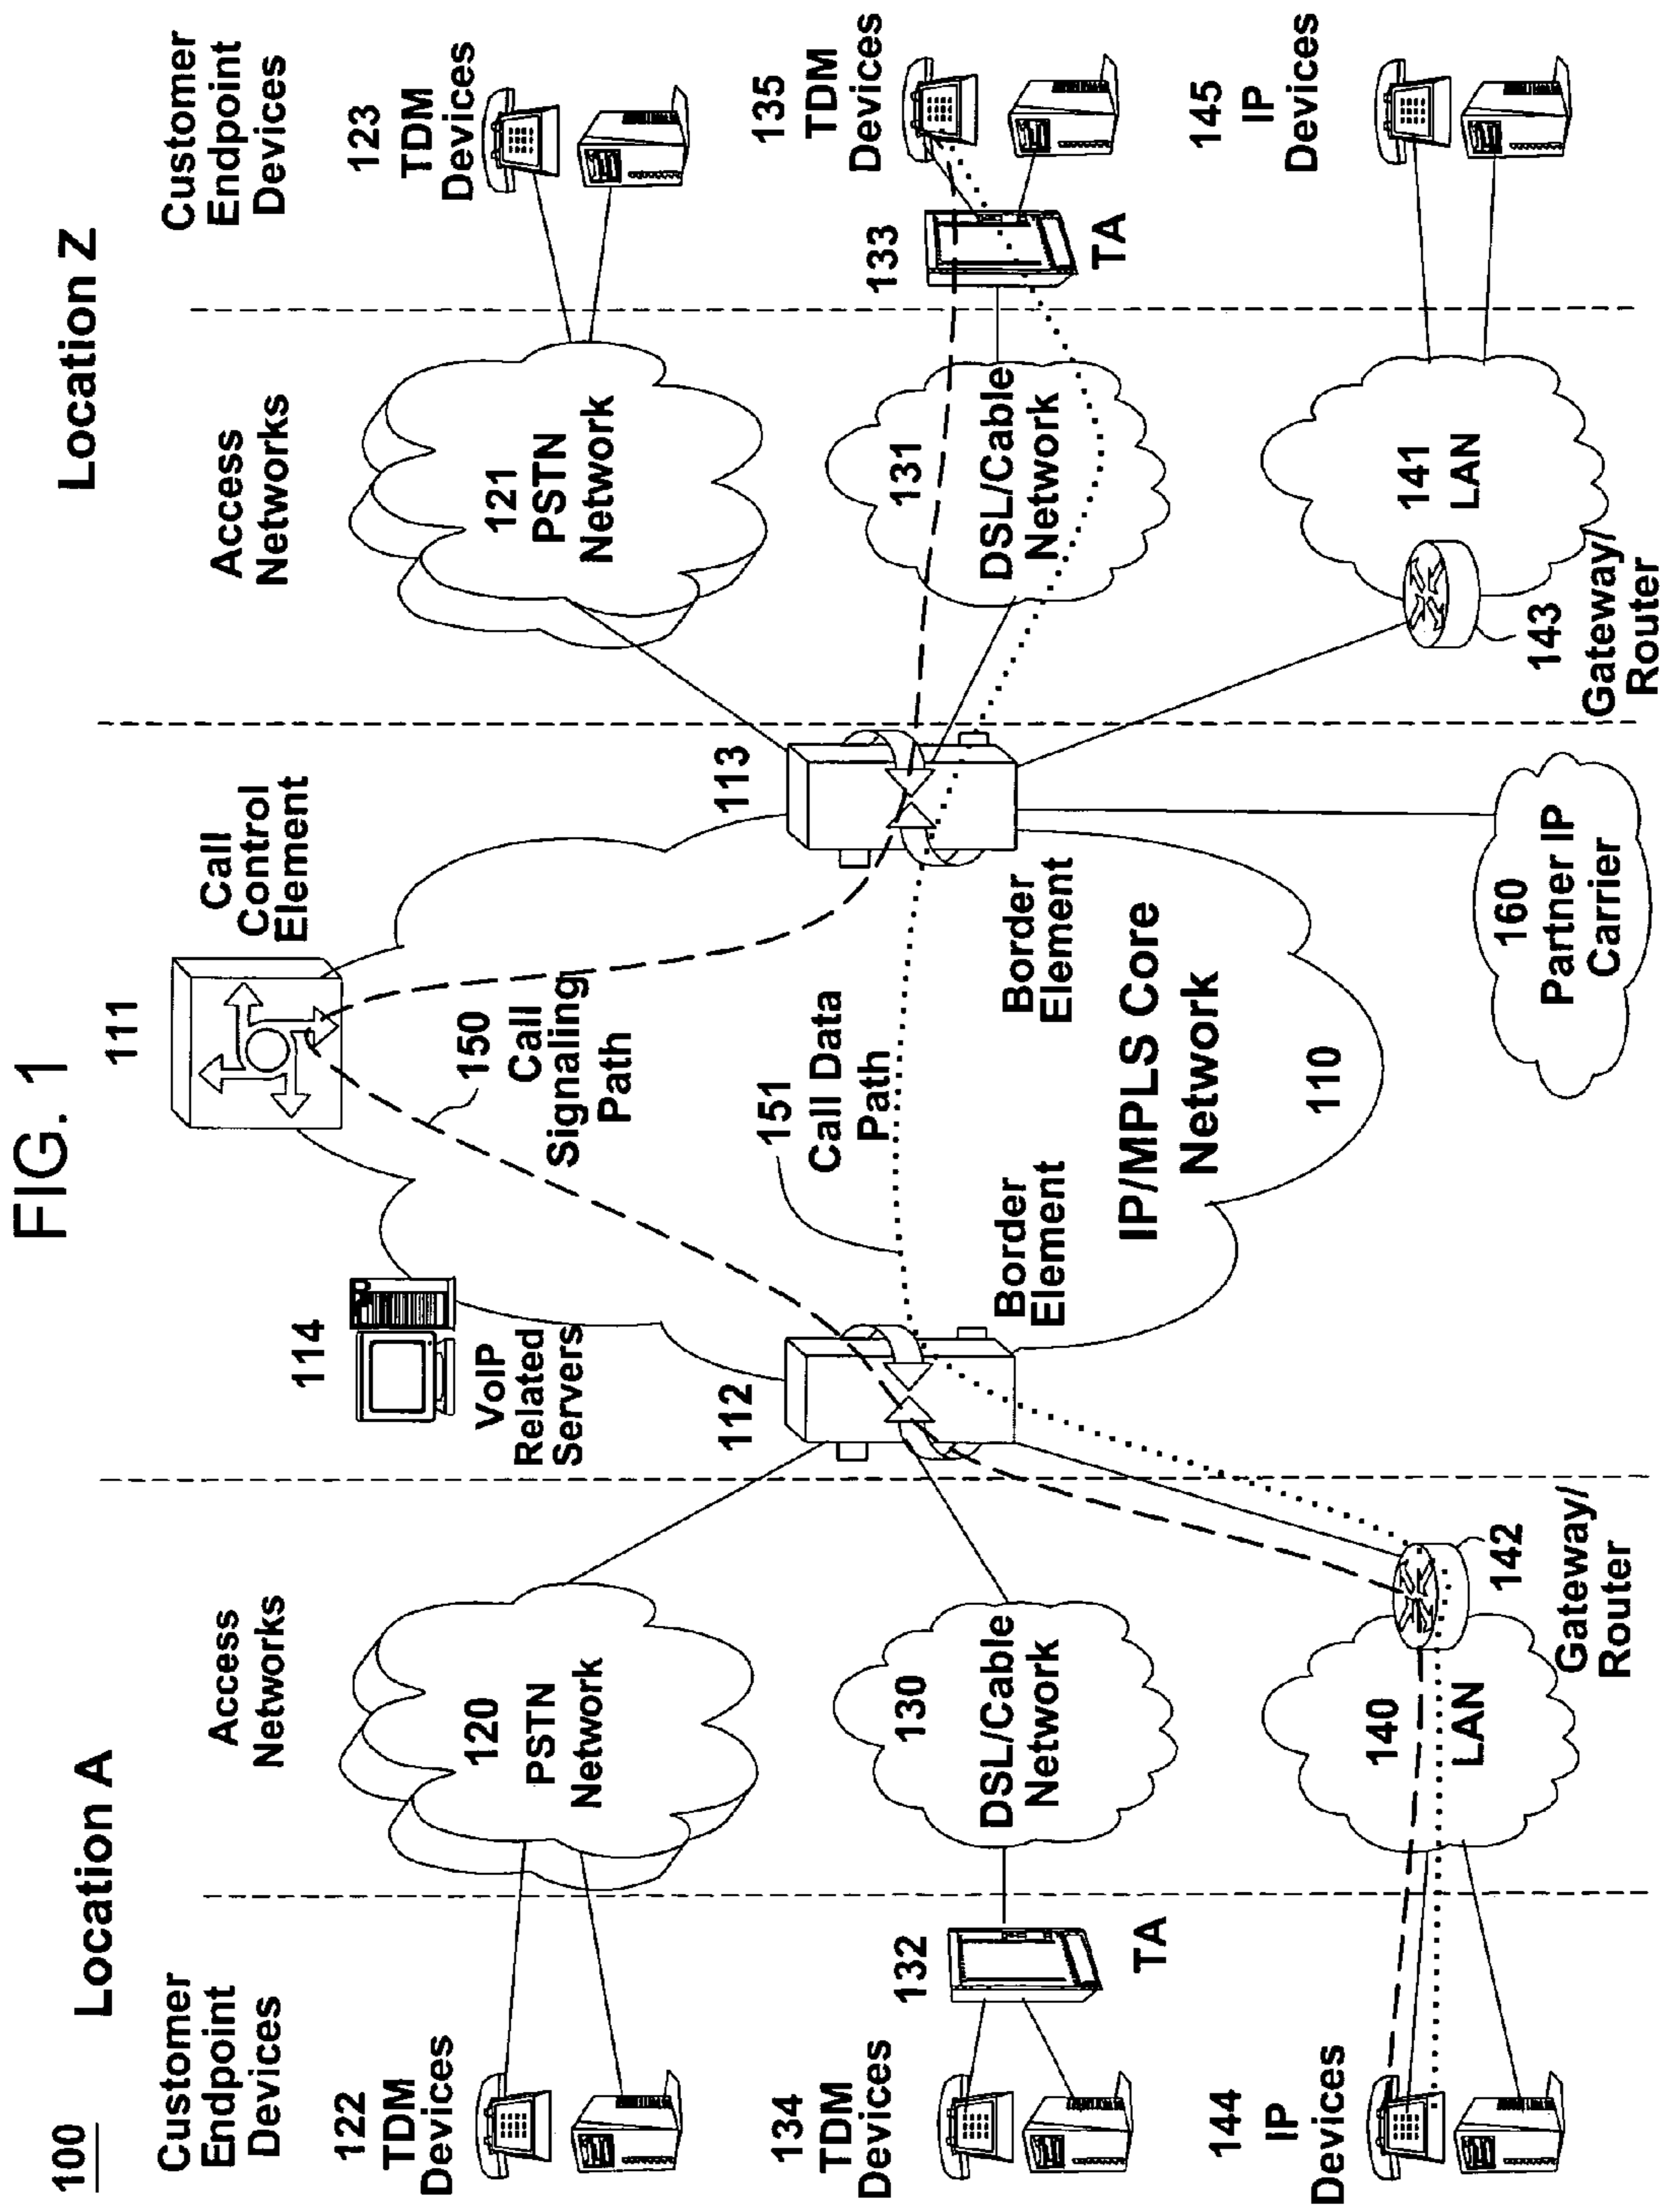 FIG. 1
100
Location A
Location Z
Customer
Endpoint
Devices
Access
Networks
111
Call
Control
Element
Access
Networks
Customer
Endpoint
Devices
122
TDM
Devices
120
PSTN
Network
114
VoIP
Related
Servers
150
Call
Signaling
Path
121
PSTN
Network
123
TDM
Devices
134
TDM
Devices
132
TA
130
DSL/Cable
Network
112
Border
Element
151
Call Data
Path
113
Border
Element
131
DSL/Cable
Network
133
TA
135
TDM
Devices
IP/MPLS Core
Network
110
144
IP
Devices
140
LAN
142
Gateway/
Router
160
Partner IP
Carrier
143
Gateway/
Router
141
LAN
145
IP
Devices